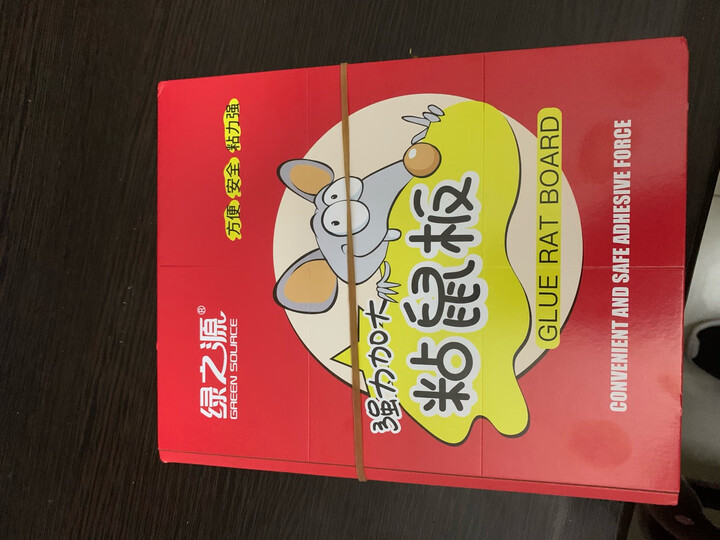 绿之源®
GREEN SOURCE
方便 安全 粘力强
强力加大
粘鼠板
GLUE RAT BOARD
CONVENIENT AND SAFE ADHESIVE FORCE